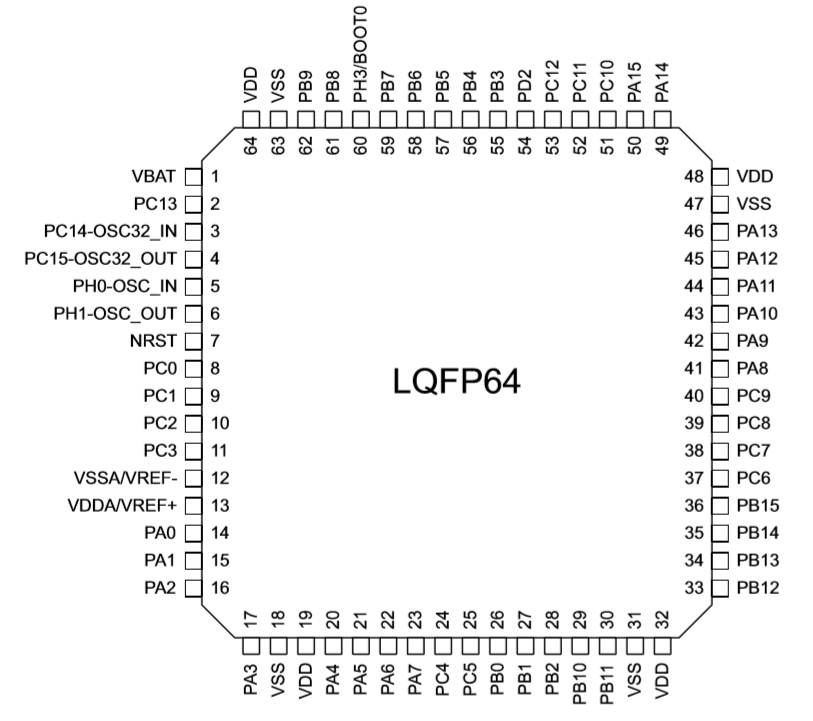 VDD VSS PB9 PB8 PH3/BOOT0 PB7 PB6 PB5 PB4 PB3 PD2 PC12 PC11 PC10 PA15 PA14
64 63 62 61 60 59 58 57 56 55 54 53 52 51 50 49
VBAT 1 48 VDD
PC13 2 47 VSS
PC14-OSC32_IN 3 46 PA13
PC15-OSC32_OUT 4 45 PA12
PH0-OSC_IN 5 44 PA11
PH1-OSC_OUT 6 43 PA10
NRST 7 42 PA9
PC0 8 41 PA8
LQFP64
PC1 9 40 PC9
PC2 10 39 PC8
PC3 11 38 PC7
VSSA/VREF- 12 37 PC6
VDDA/VREF+ 13 36 PB15
PA0 14 35 PB14
PA1 15 34 PB13
PA2 16 33 PB12
17 18 19 20 21 22 23 24 25 26 27 28 29 30 31 32
PA3 VSS VDD PA4 PA5 PA6 PA7 PC4 PC5 PB0 PB1 PB2 PB10 PB11 VSS VDD